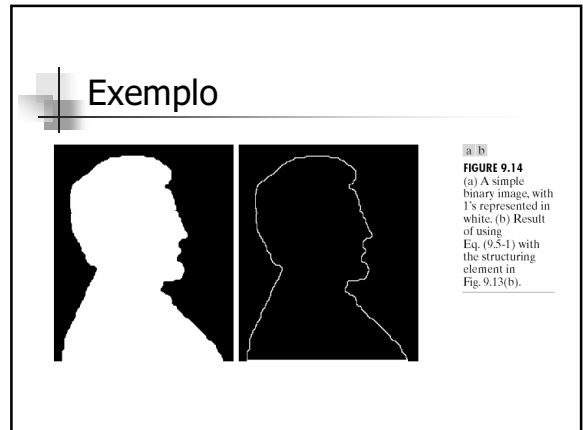 Exemplo
a b
FIGURE 9.14
(a) A simple
binary image, with
1's represented in
white. (b) Result
of using
Eq. (9.5-1) with
the structuring
element in
Fig. 9.13(b).